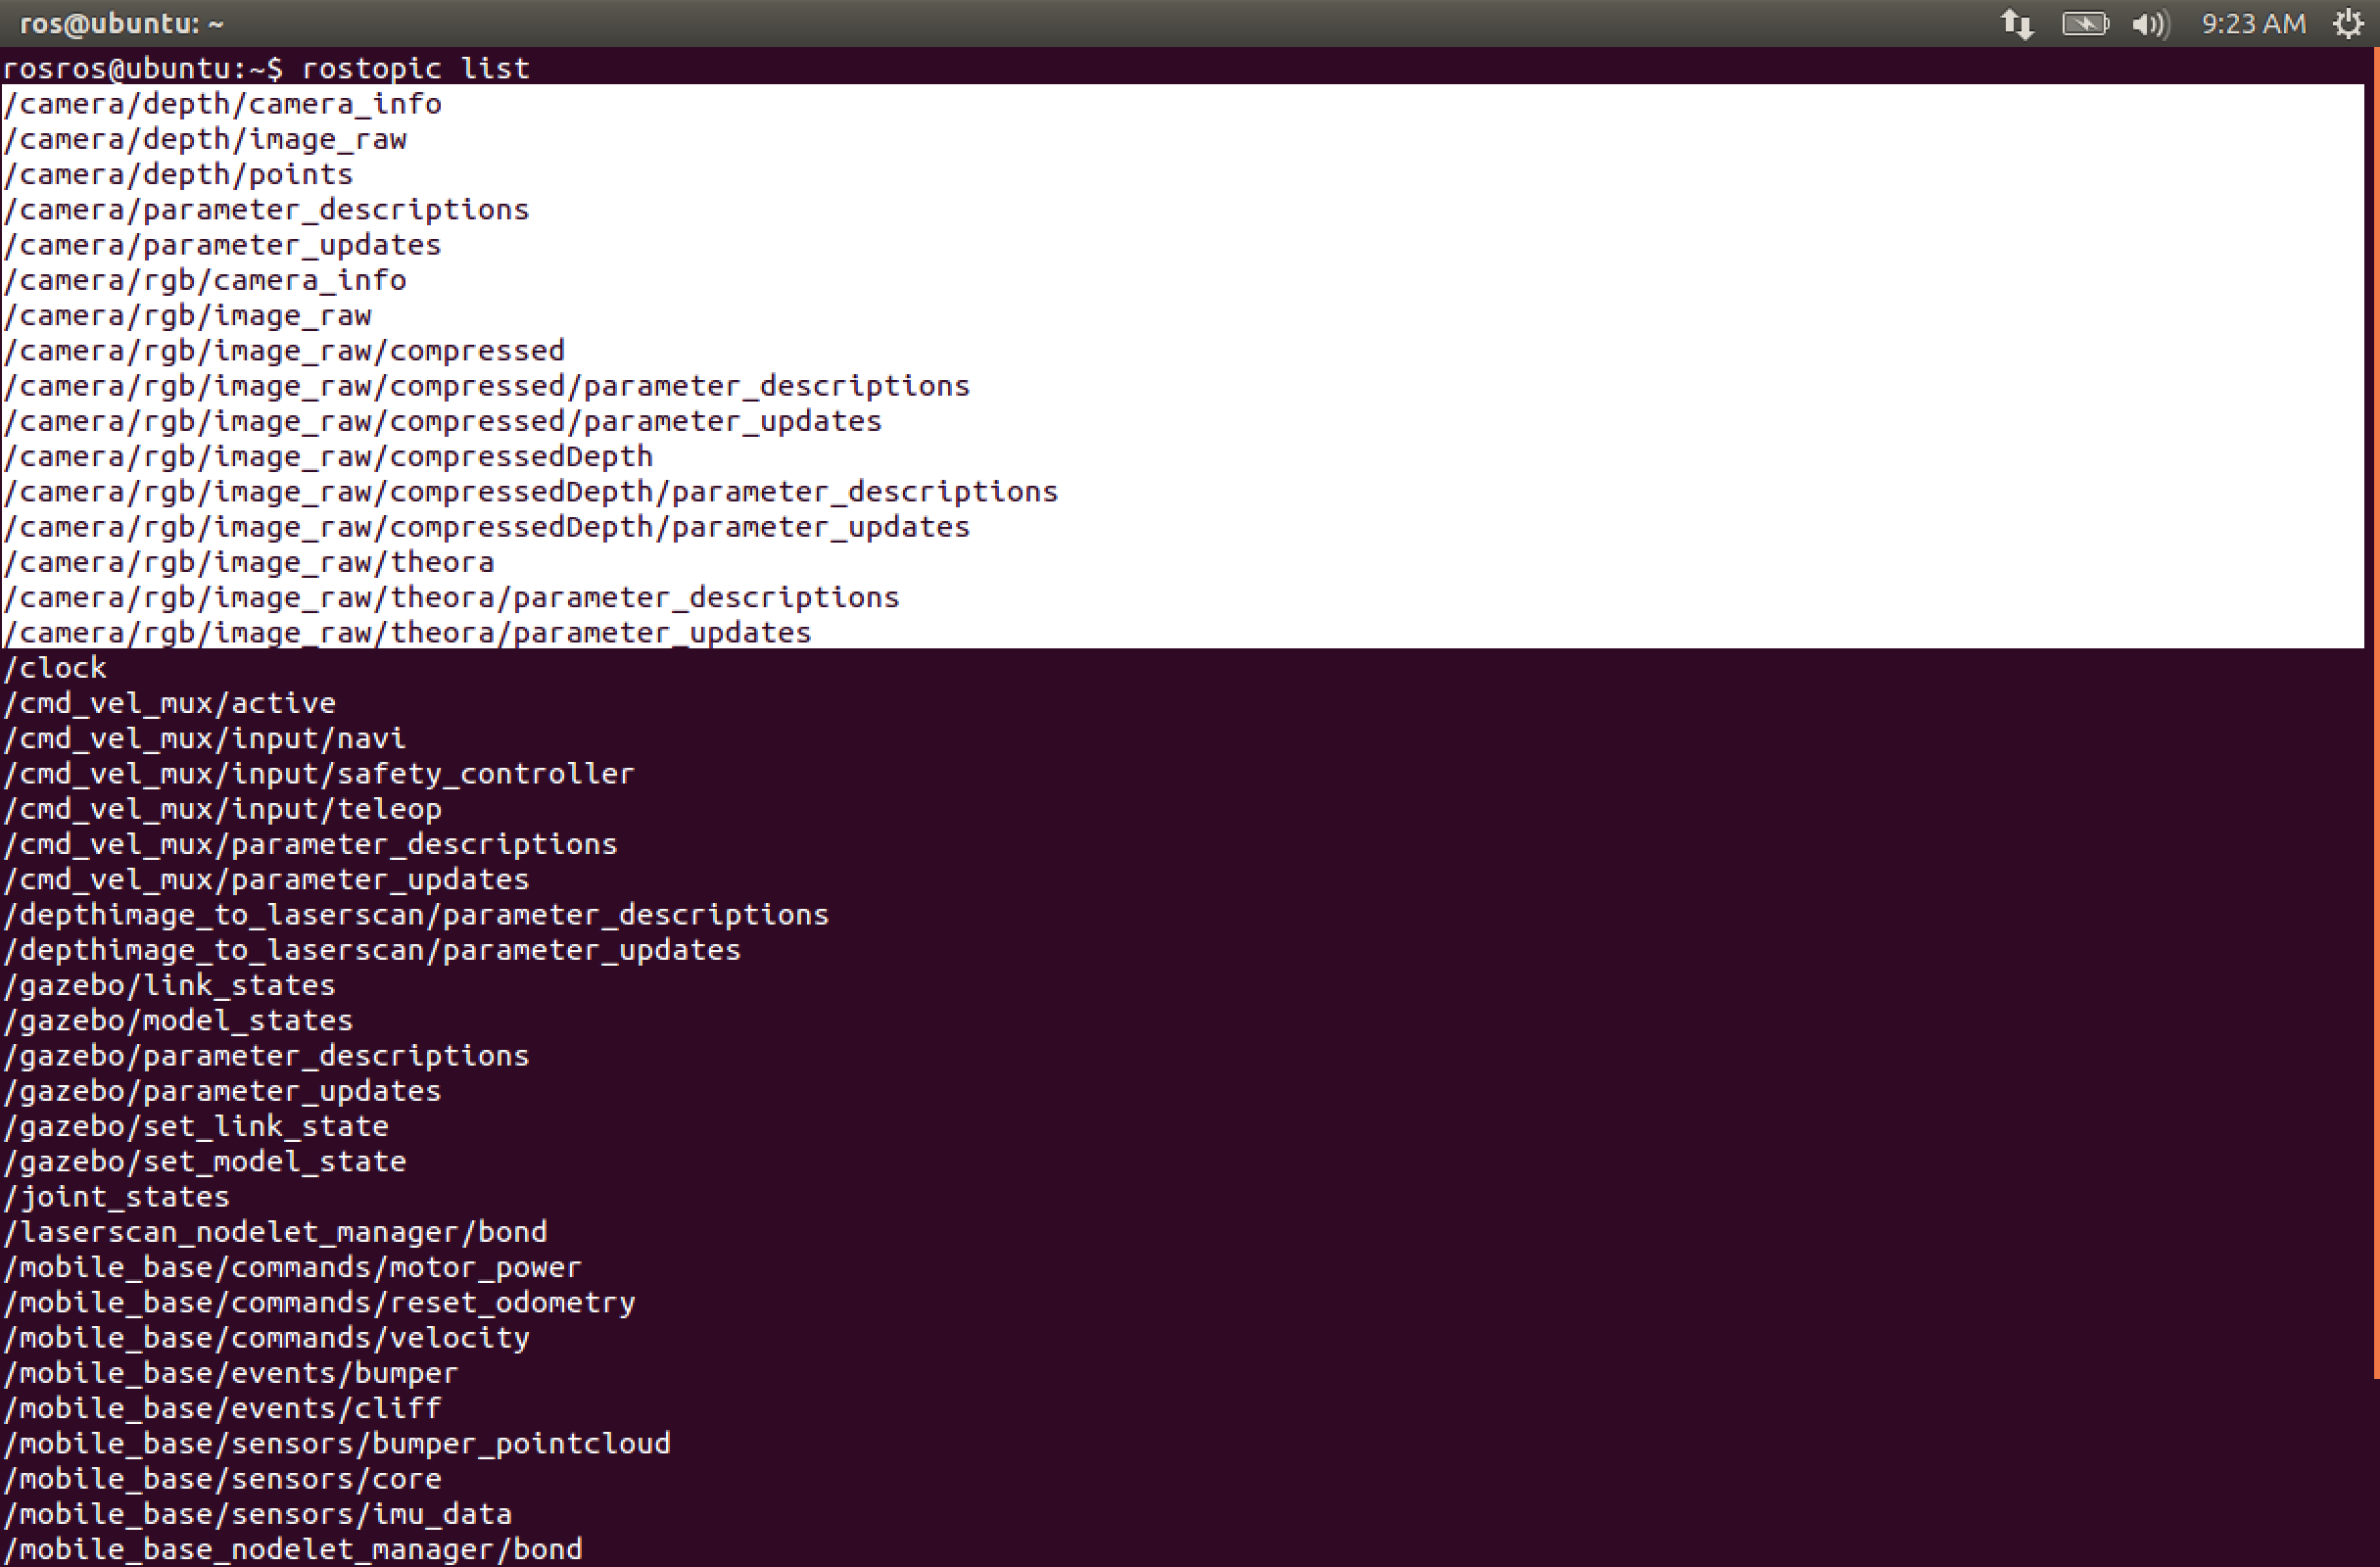 ros@ubuntu: ~
9:23 AM
rosros@ubuntu:~$ rostopic list
/camera/depth/camera_info
/camera/depth/image_raw
/camera/depth/points
/camera/parameter_descriptions
/camera/parameter_updates
/camera/rgb/camera_info
/camera/rgb/image_raw
/camera/rgb/image_raw/compressed
/camera/rgb/image_raw/compressed/parameter_descriptions
/camera/rgb/image_raw/compressed/parameter_updates
/camera/rgb/image_raw/compressedDepth
/camera/rgb/image_raw/compressedDepth/parameter_descriptions
/camera/rgb/image_raw/compressedDepth/parameter_updates
/camera/rgb/image_raw/theora
/camera/rgb/image_raw/theora/parameter_descriptions
/camera/rgb/image_raw/theora/parameter_updates
/clock
/cmd_vel_mux/active
/cmd_vel_mux/input/navi
/cmd_vel_mux/input/safety_controller
/cmd_vel_mux/input/teleop
/cmd_vel_mux/parameter_descriptions
/cmd_vel_mux/parameter_updates
/depthimage_to_laserscan/parameter_descriptions
/depthimage_to_laserscan/parameter_updates
/gazebo/link_states
/gazebo/model_states
/gazebo/parameter_descriptions
/gazebo/parameter_updates
/gazebo/set_link_state
/gazebo/set_model_state
/joint_states
/laserscan_nodelet_manager/bond
/mobile_base/commands/motor_power
/mobile_base/commands/reset_odometry
/mobile_base/commands/velocity
/mobile_base/events/bumper
/mobile_base/events/cliff
/mobile_base/sensors/bumper_pointcloud
/mobile_base/sensors/core
/mobile_base/sensors/imu_data
/mobile_base_nodelet_manager/bond